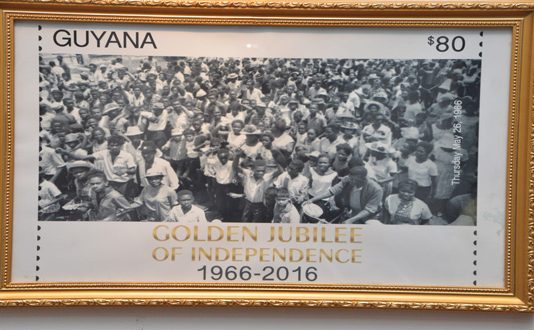 GUYANA
$80
Thursday May 26, 1966
GOLDEN JUBILEE
OF INDEPENDENCE
1966-2016